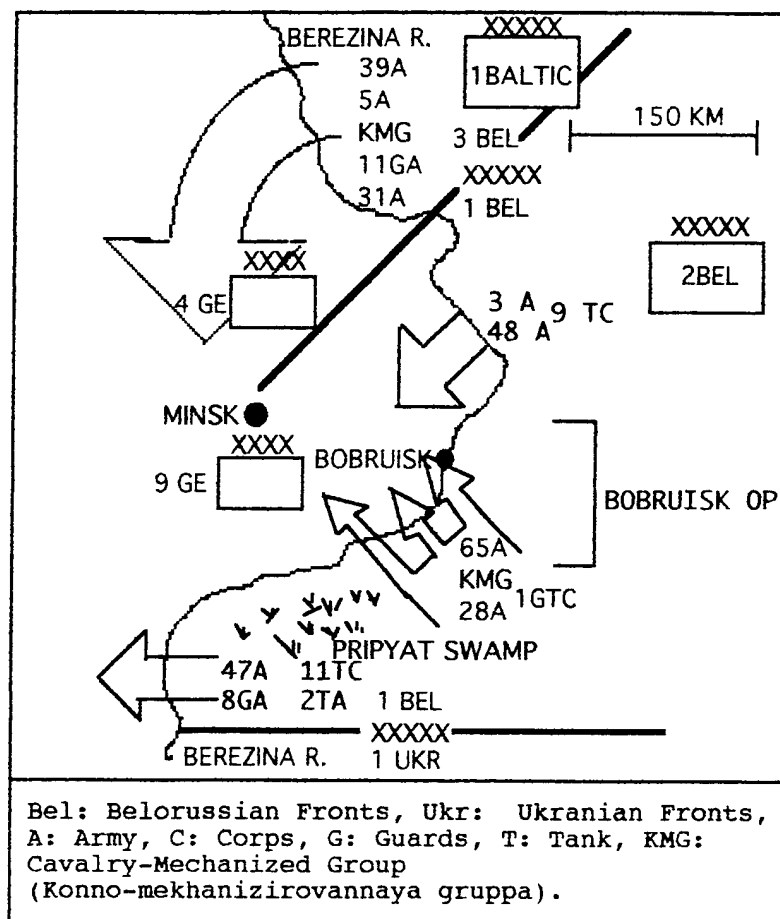 BEREZINA R.
39A
5A
KMG
11GA
31A
XXXXX
1BALTIC
150 KM
3 BEL
XXXXX
1 BEL
XXXXX
2BEL
XXXX
4 GE
3 A
48 A
9 TC
MINSK
XXXX
9 GE
BOBRUISK
BOBRUISK OP
65A
KMG
28A
1GTC
PRIPYAT SWAMP
47A 11TC
8GA 2TA 1 BEL
XXXXX
BEREZINA R. 1 UKR
Bel: Belorussian Fronts, Ukr: Ukranian Fronts,
A: Army, C: Corps, G: Guards, T: Tank, KMG:
Cavalry-Mechanized Group
(Konno-mekhanizirovannaya gruppa).